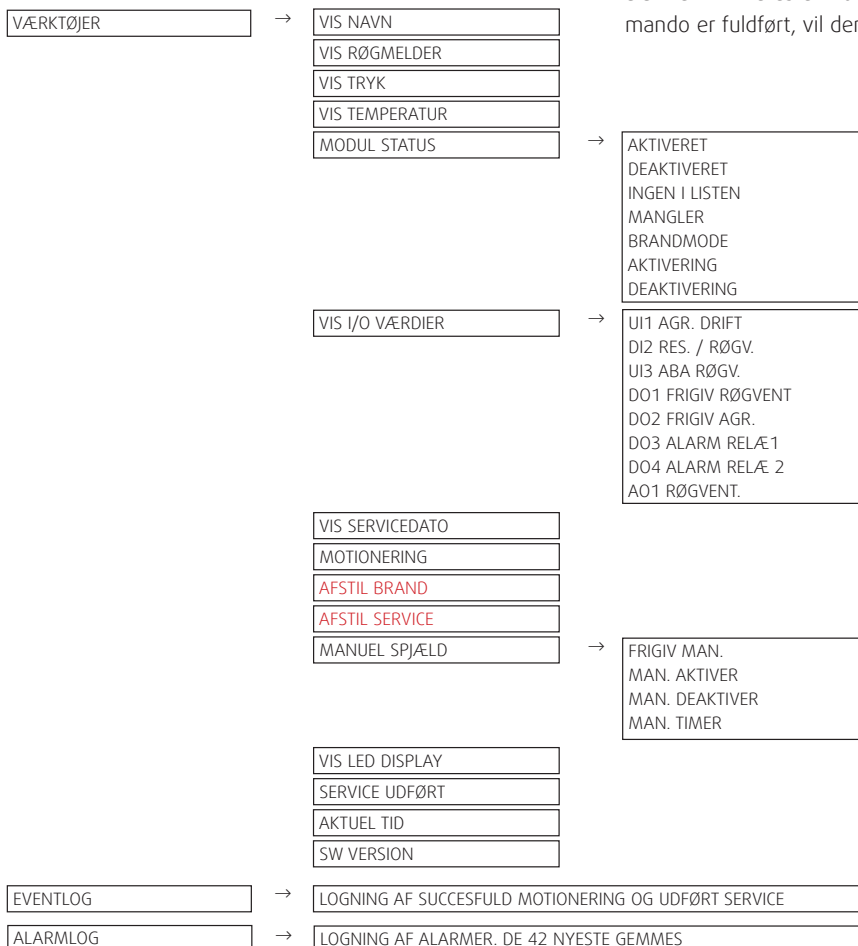 mando er fuldført, vil der
VÆRKTØJER → VIS NAVN
VIS RØGMELDER
VIS TRYK
VIS TEMPERATUR
MODUL STATUS → AKTIVERET
DEAKTIVERET
INGEN I LISTEN
MANGLER
BRANDMODE
AKTIVERING
DEAKTIVERING
VIS I/O VÆRDIER → UI1 AGR. DRIFT
DI2 RES. / RØGV.
UI3 ABA RØGV.
DO1 FRIGIV RØGVENT
DO2 FRIGIV AGR.
DO3 ALARM RELÆ1
DO4 ALARM RELÆ 2
AO1 RØGVENT.
VIS SERVICEDATO
MOTIONERING
AFSTIL BRAND
AFSTIL SERVICE
MANUEL SPJÆLD → FRIGIV MAN.
MAN. AKTIVER
MAN. DEAKTIVER
MAN. TIMER
VIS LED DISPLAY
SERVICE UDFØRT
AKTUEL TID
SW VERSION
EVENTLOG → LOGNING AF SUCCESFULD MOTIONERING OG UDFØRT SERVICE
ALARMLOG → LOGNING AF ALARMER. DE 42 NYESTE GEMMES